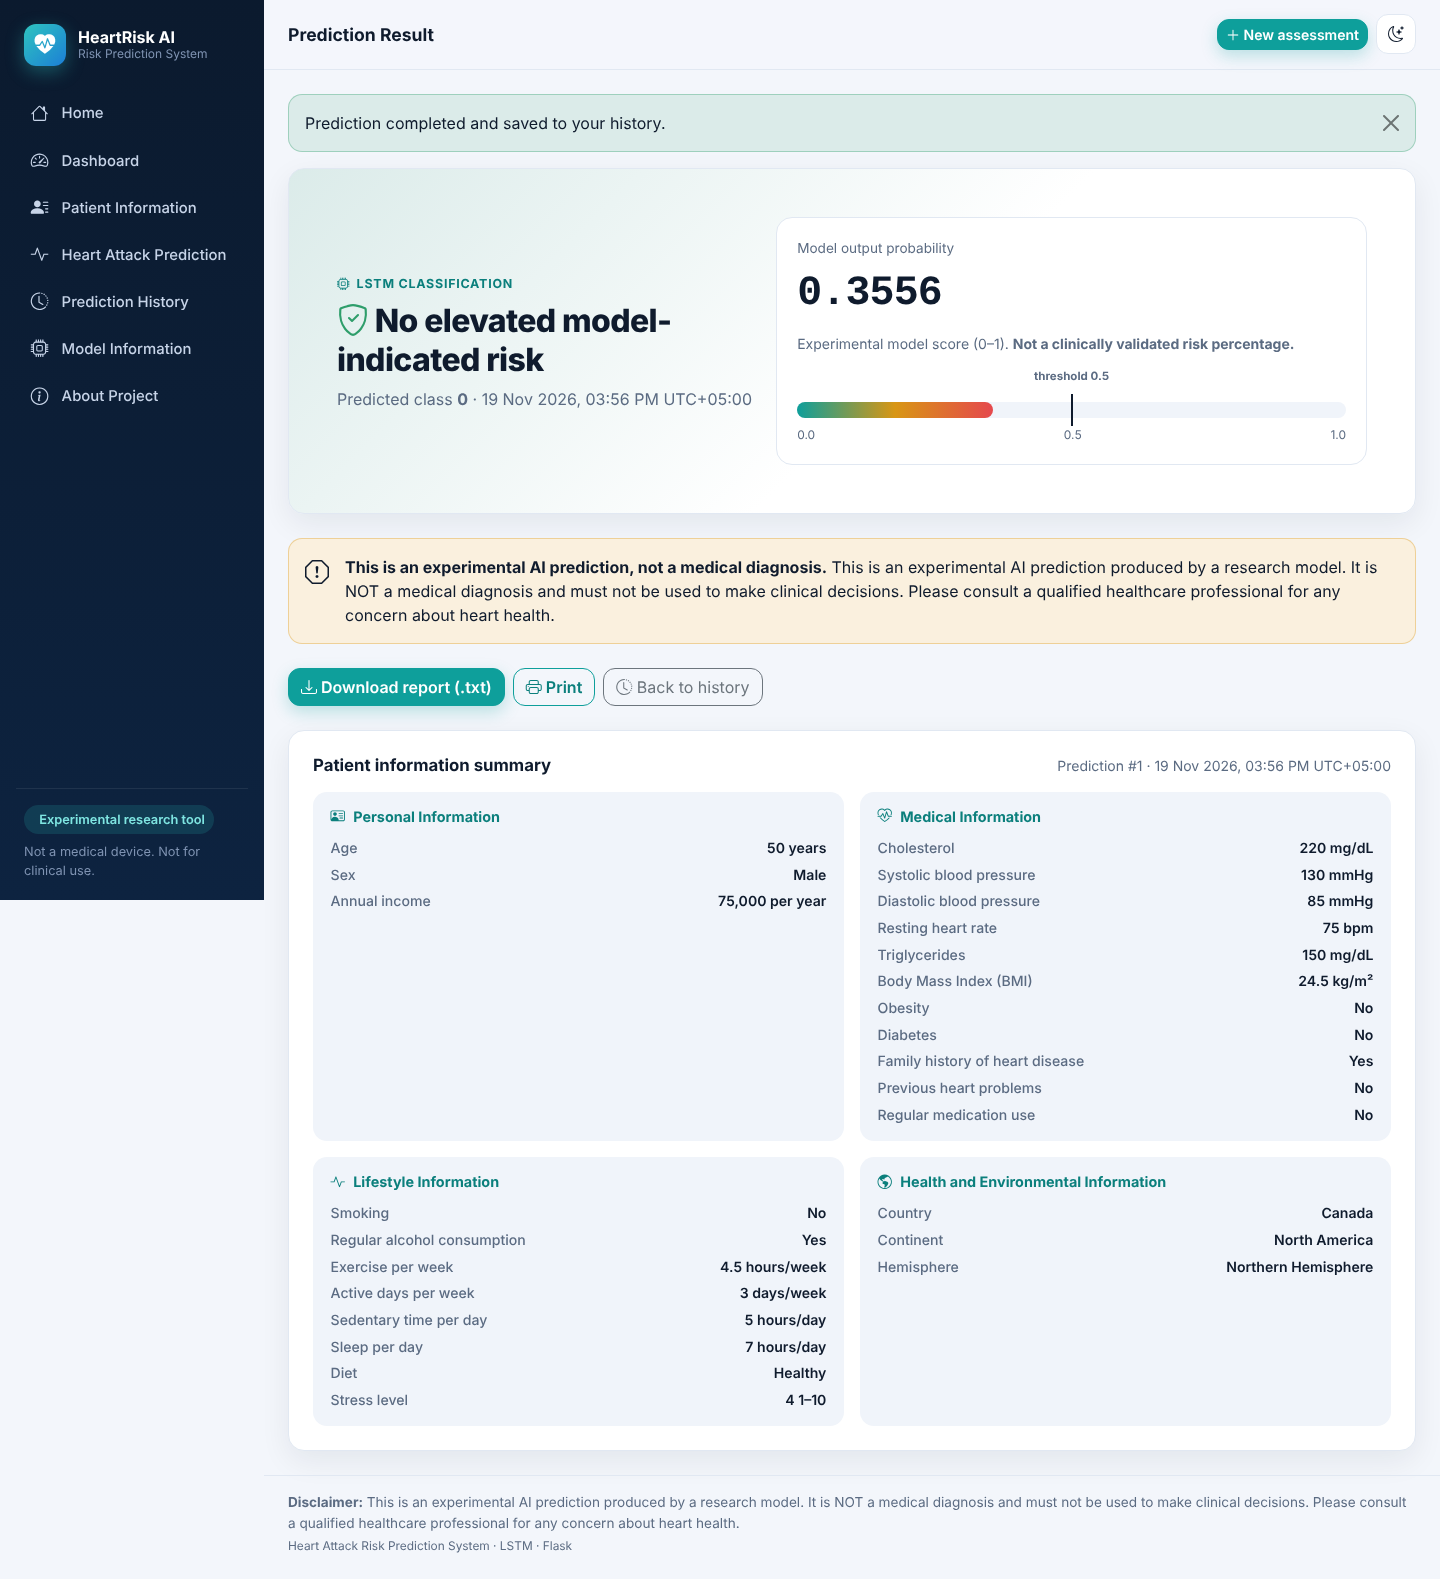 HeartRisk AI
Risk Prediction System
Home
Dashboard
Patient Information
Heart Attack Prediction
Prediction History
Model Information
About Project
Experimental research tool
Not a medical device. Not for
clinical use.
Prediction Result
New assessment
Prediction completed and saved to your history.
LSTM CLASSIFICATION
No elevated model-
indicated risk
Predicted class 0 · 19 Nov 2026, 03:56 PM UTC+05:00
Model output probability
0.3556
Experimental model score (0–1). Not a clinically validated risk percentage.
threshold 0.5
0.0 0.5 1.0
This is an experimental AI prediction, not a medical diagnosis. This is an experimental AI prediction produced by a research model. It is
NOT a medical diagnosis and must not be used to make clinical decisions. Please consult a qualified healthcare professional for any
concern about heart health.
Download report (.txt) Print Back to history
Patient information summary Prediction #1 · 19 Nov 2026, 03:56 PM UTC+05:00
Personal Information
Age 50 years
Sex Male
Annual income 75,000 per year
Medical Information
Cholesterol 220 mg/dL
Systolic blood pressure 130 mmHg
Diastolic blood pressure 85 mmHg
Resting heart rate 75 bpm
Triglycerides 150 mg/dL
Body Mass Index (BMI) 24.5 kg/m²
Obesity No
Diabetes No
Family history of heart disease Yes
Previous heart problems No
Regular medication use No
Lifestyle Information
Smoking No
Regular alcohol consumption Yes
Exercise per week 4.5 hours/week
Active days per week 3 days/week
Sedentary time per day 5 hours/day
Sleep per day 7 hours/day
Diet Healthy
Stress level 4 1–10
Health and Environmental Information
Country Canada
Continent North America
Hemisphere Northern Hemisphere
Disclaimer: This is an experimental AI prediction produced by a research model. It is NOT a medical diagnosis and must not be used to make clinical decisions. Please consult
a qualified healthcare professional for any concern about heart health.
Heart Attack Risk Prediction System · LSTM · Flask